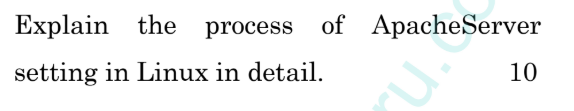 Explain the process of ApacheServer
setting in Linux in detail. 10